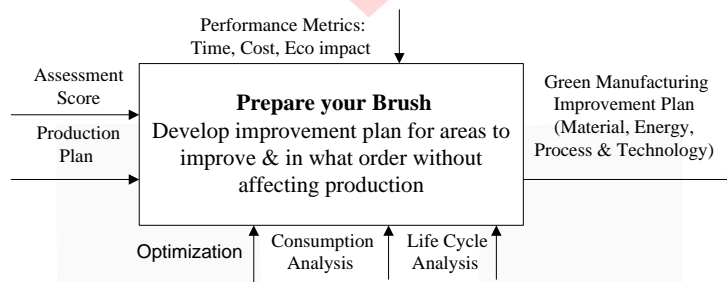 Performance Metrics:
Time, Cost, Eco impact
Assessment
Score
Production
Plan
Prepare your Brush
Develop improvement plan for areas to
improve & in what order without
affecting production
Green Manufacturing
Improvement Plan
(Material, Energy,
Process & Technology)
Optimization
Consumption
Analysis
Life Cycle
Analysis